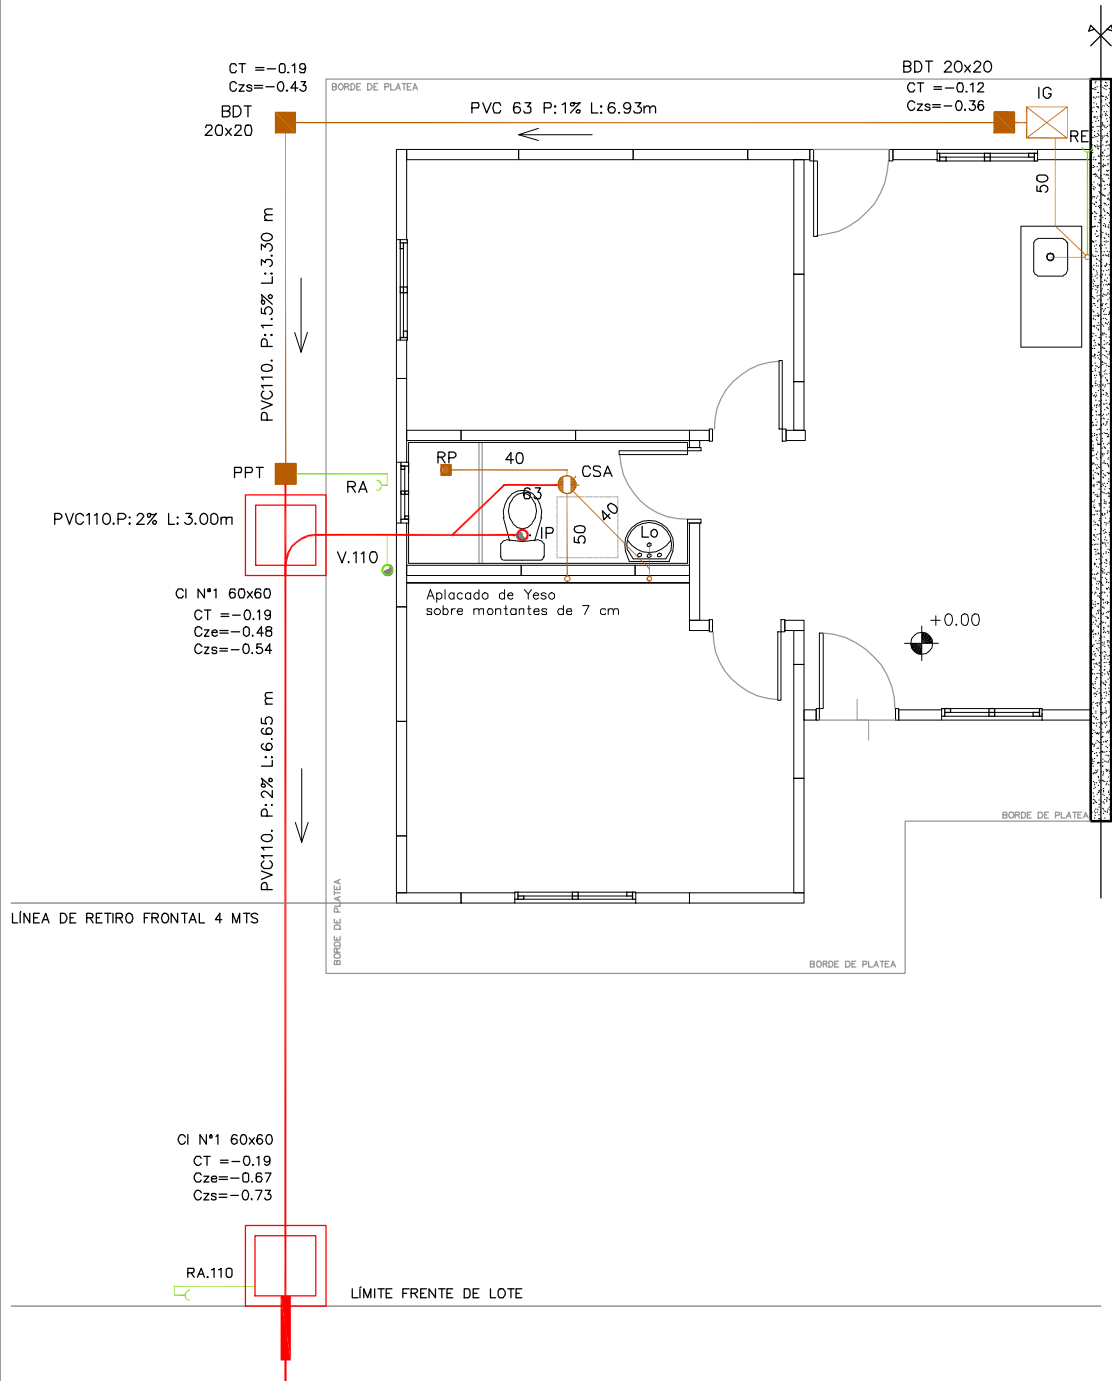 CT =-0.19
Czs=-0.43
BORDE DE PLATEA
BDT
20x20
PVC 63 P:1% L:6.93m
BDT 20x20
CT =-0.12
Czs=-0.36
IG
RE
50
PVC110. P:1.5% L:3.30 m
PPT
RA
RP
40
CSA
63
IP
50
40
Lo
PVC110.P: 2% L:3.00m
V.110
CI N°1 60x60
CT =-0.19
Cze=-0.48
Czs=-0.54
Aplacado de Yeso
sobre montantes de 7 cm
+0.00
PVC110. P:2% L:6.65 m
BORDE DE PLATEA
LÍNEA DE RETIRO FRONTAL 4 MTS
BORDE DE PLATEA
BORDE DE PLATEA
CI N°1 60x60
CT =-0.19
Cze=-0.67
Czs=-0.73
RA.110
LÍMITE FRENTE DE LOTE